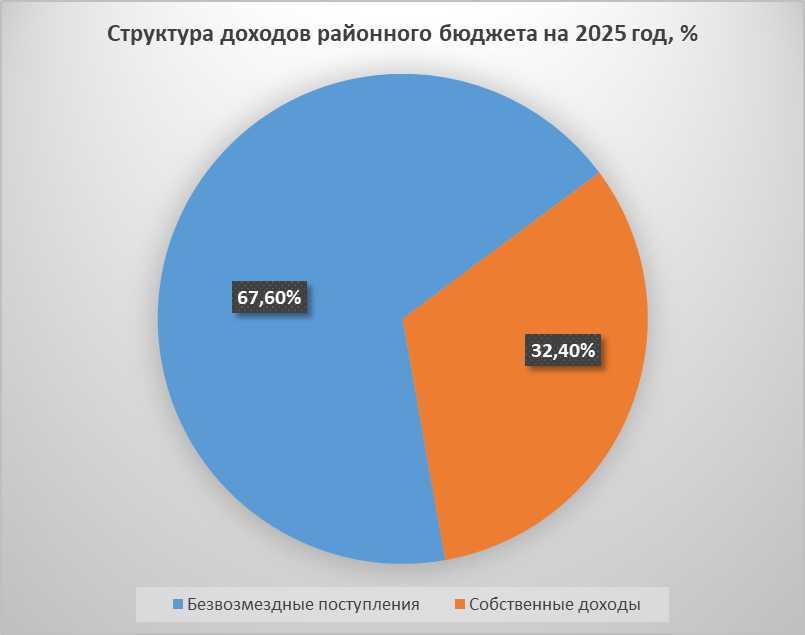 Структура доходов районного бюджета на 2025 год, %
67,60%
32,40%
Безвозмездные поступления
Собственные доходы